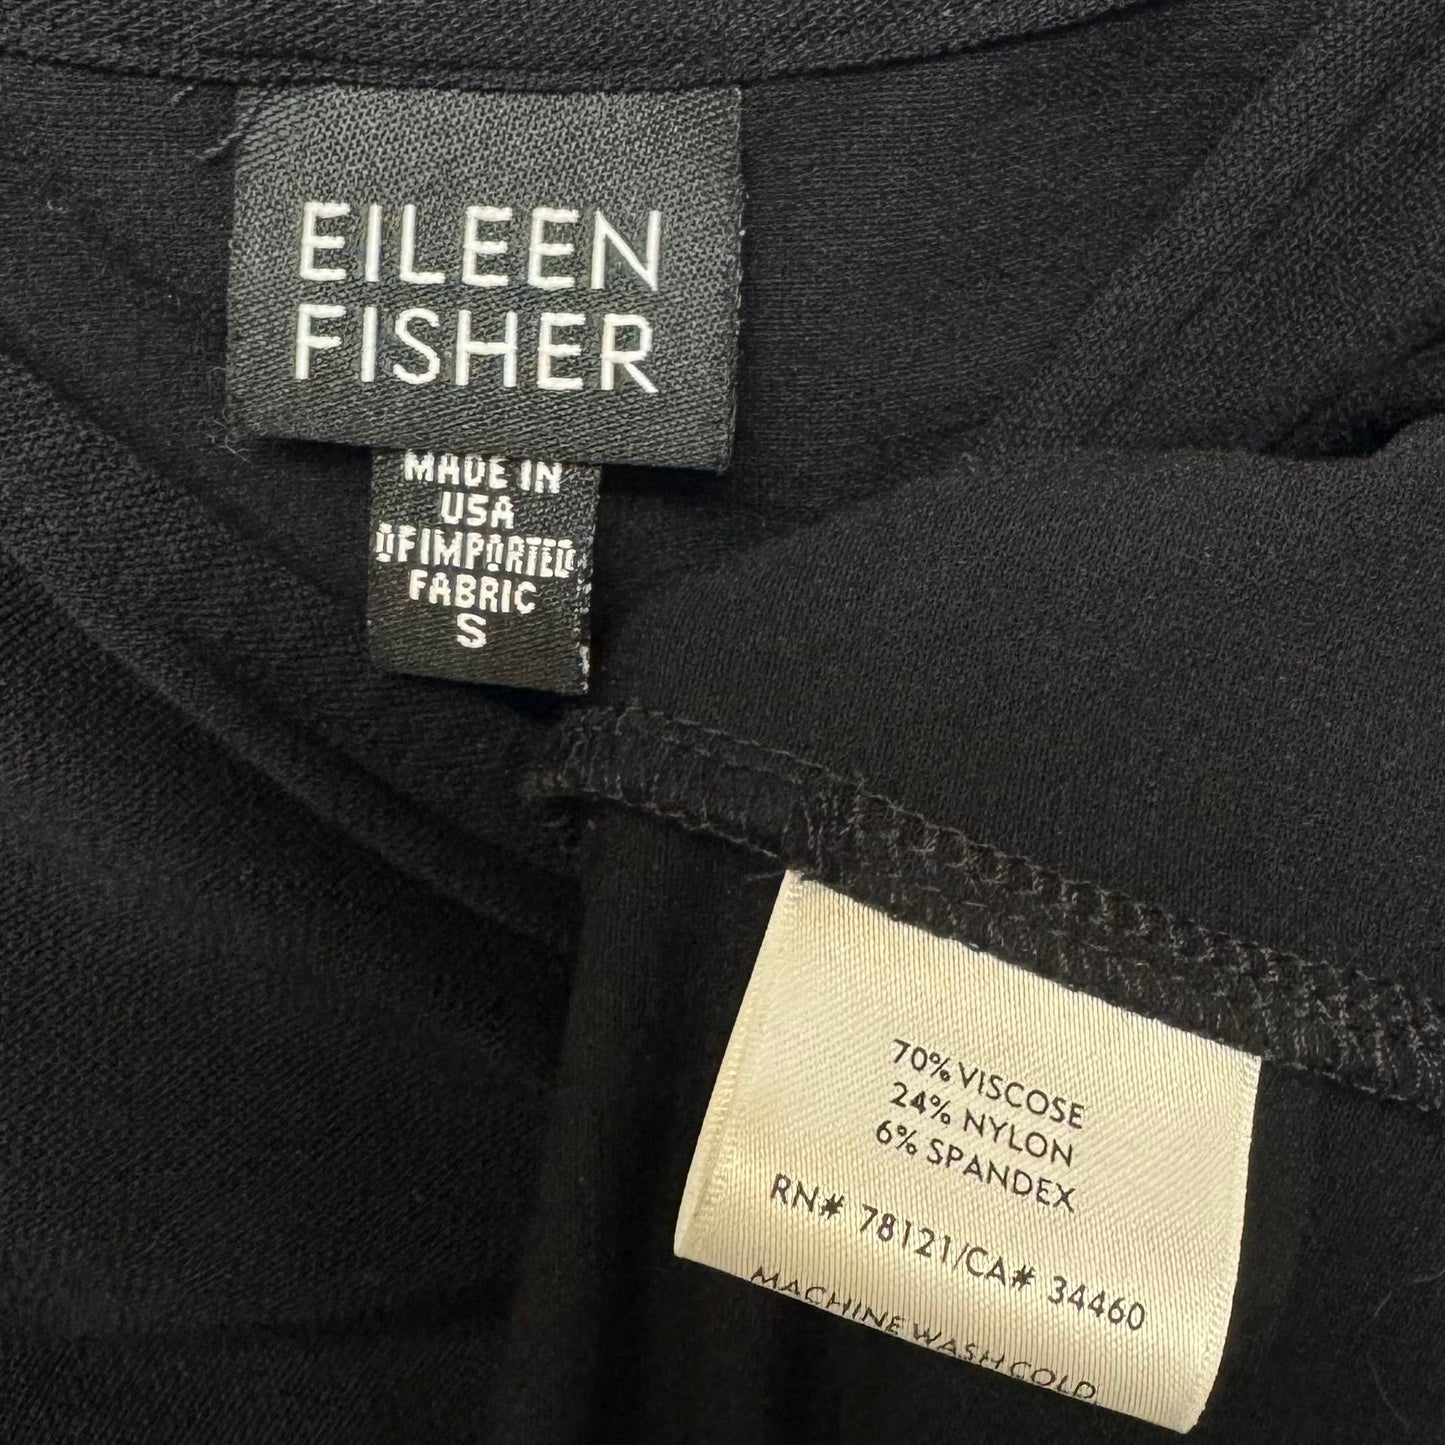 EILEEN
FISHER
MADE IN
USA
OF IMPORTED
FABRIC
S
70% VISCOSE
24% NYLON
6% SPANDEX
RN# 78121/CA# 34460
MACHINE WASH COLD